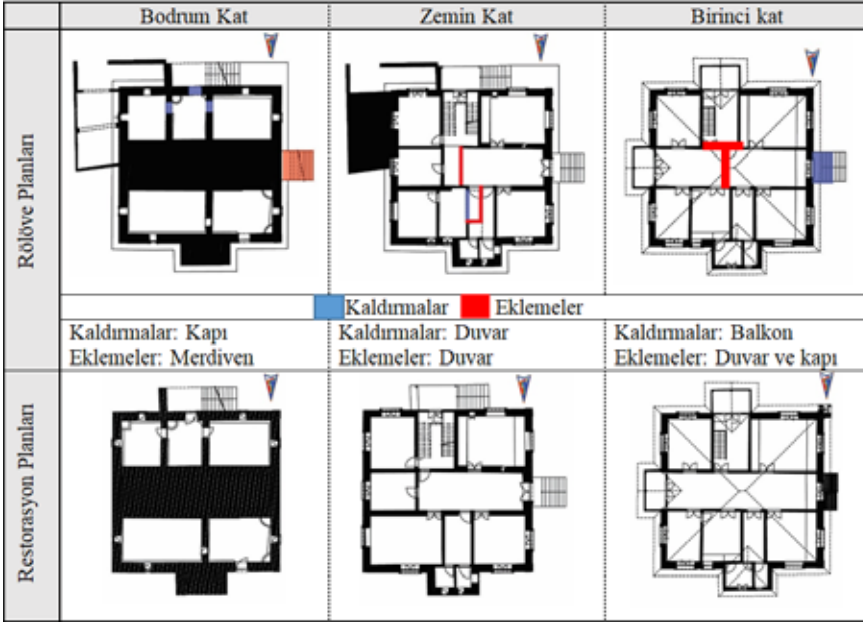 Bodrum Kat
Zemin Kat
Birinci kat
Rölöve Planları
Kaldırmalar
Eklemeler
Kaldırmalar: Kapı
Eklemeler: Merdiven
Kaldırmalar: Duvar
Eklemeler: Duvar
Kaldırmalar: Balkon
Eklemeler: Duvar ve kapı
Restorasyon Planları